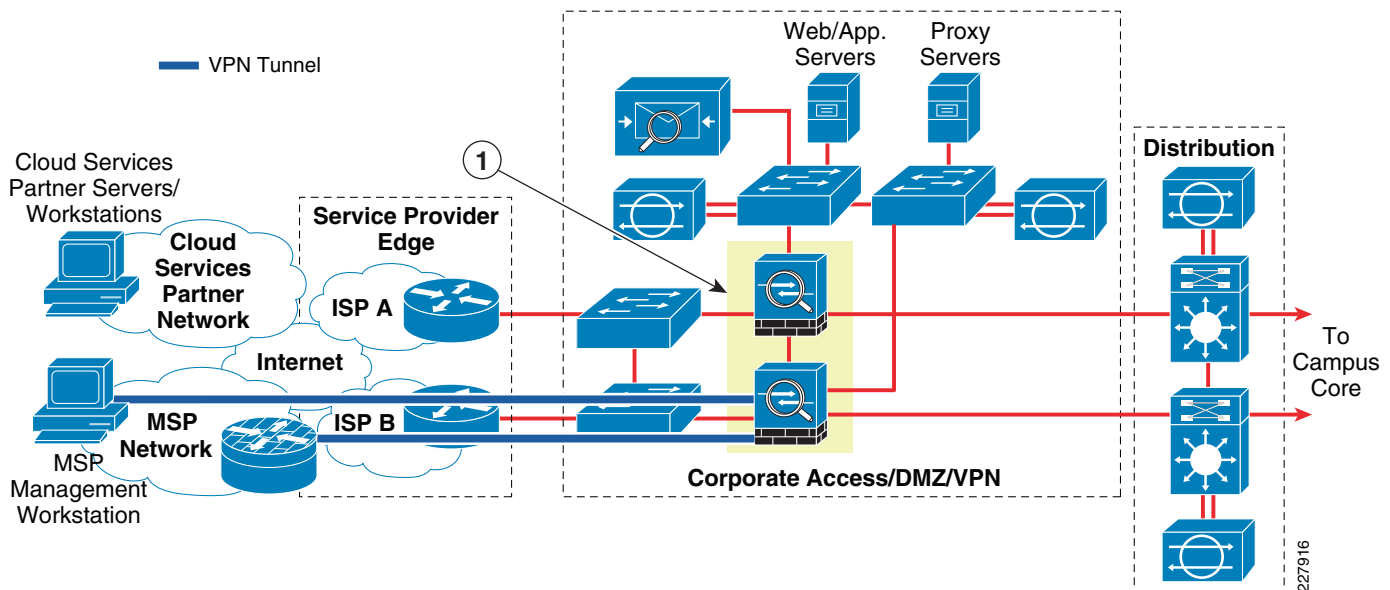 VPN Tunnel
Web/App.
Servers
Proxy
Servers
1
Distribution
Cloud Services
Partner Servers/
Workstations
Service Provider
Edge
Cloud
Services
Partner
Network
ISP A
Internet
To
Campus
Core
MSP
Network
ISP B
MSP
Management
Workstation
Corporate Access/DMZ/VPN
227916